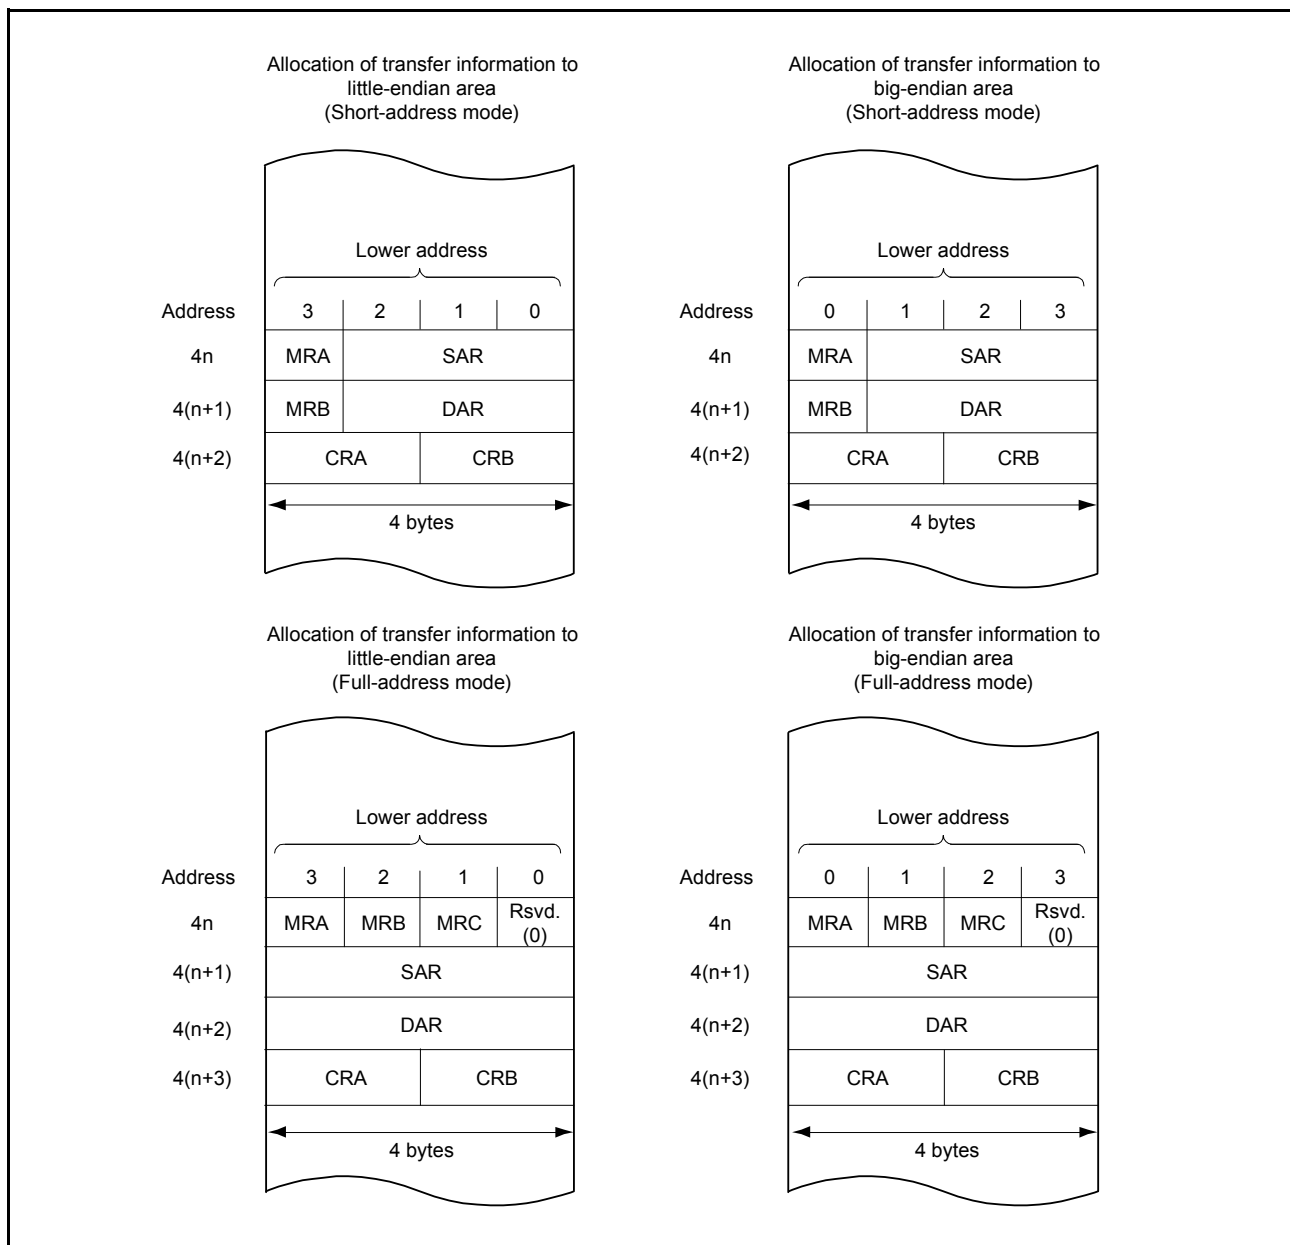 Allocation of transfer information to
little-endian area
(Short-address mode)
Lower address
Address 3 2 1 0
4n MRA SAR
4(n+1) MRB DAR
4(n+2) CRA CRB
4 bytes
Allocation of transfer information to
big-endian area
(Short-address mode)
Lower address
Address 0 1 2 3
4n MRA SAR
4(n+1) MRB DAR
4(n+2) CRA CRB
4 bytes
Allocation of transfer information to
little-endian area
(Full-address mode)
Lower address
Address 3 2 1 0
4n MRA MRB MRC Rsvd.
(0)
4(n+1) SAR
4(n+2) DAR
4(n+3) CRA CRB
4 bytes
Allocation of transfer information to
big-endian area
(Full-address mode)
Lower address
Address 0 1 2 3
4n MRA MRB MRC Rsvd.
(0)
4(n+1) SAR
4(n+2) DAR
4(n+3) CRA CRB
4 bytes